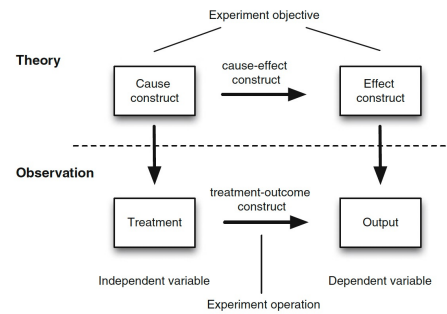 Experiment objective
Theory
cause-effect
construct
Cause
construct
Effect
construct
Observation
treatment-outcome
construct
Treatment
Output
Independent variable
Dependent variable
Experiment operation